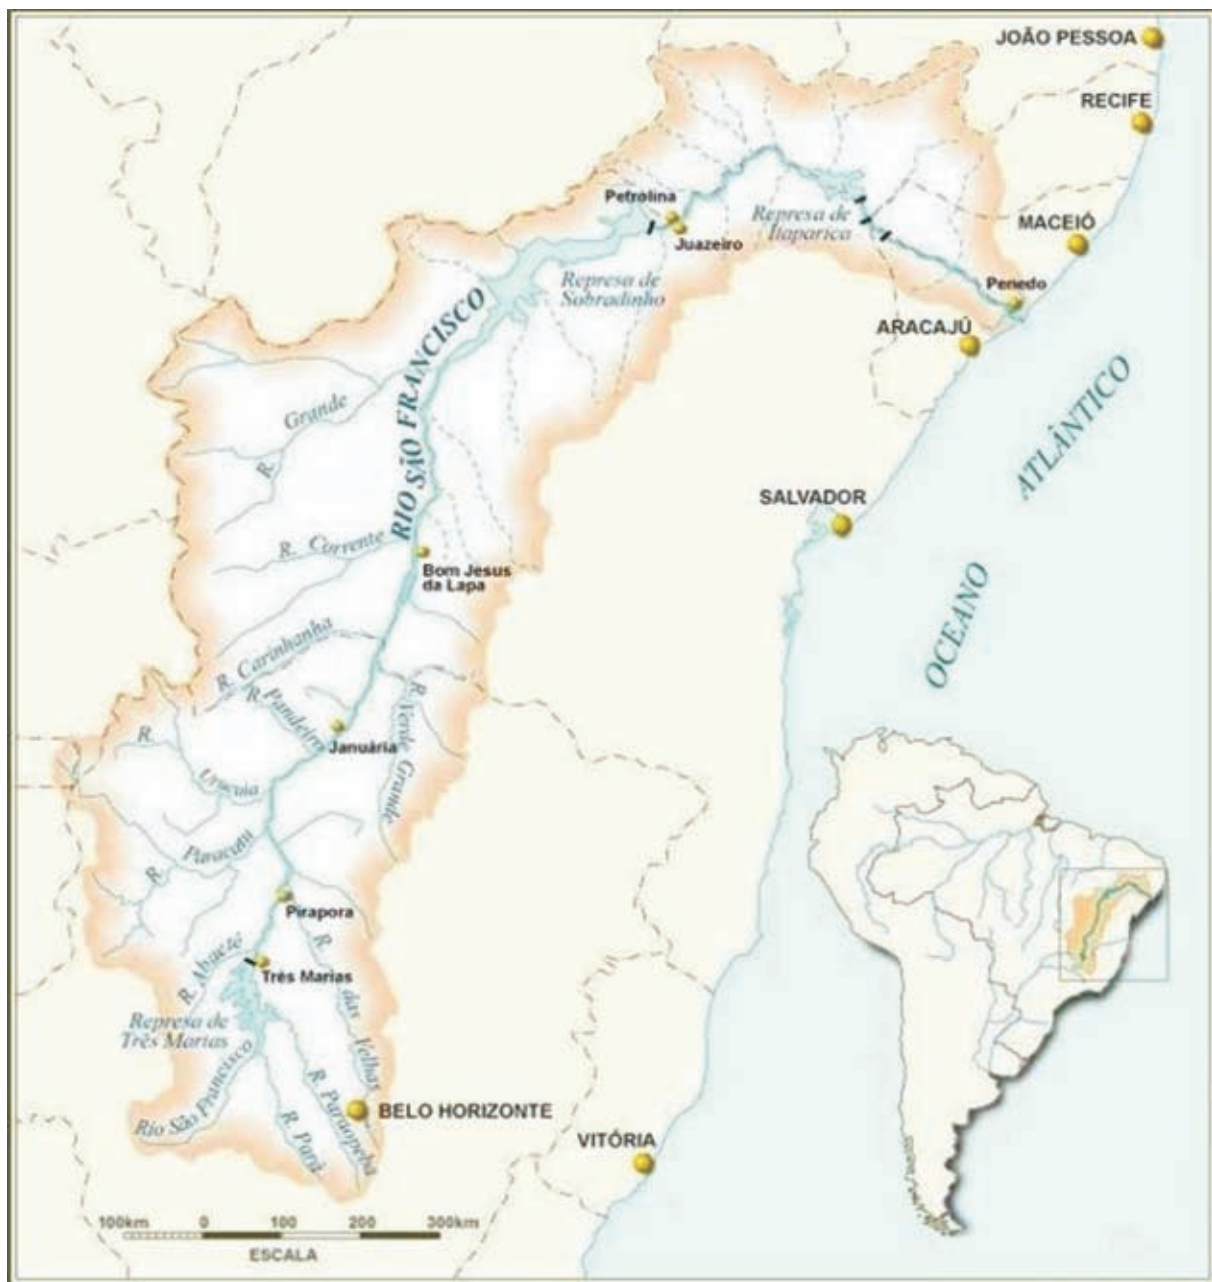 JOÃO PESSOA
RECIFE
Petrolina
Represa de
Itaparica
MACEIÓ
Juazeiro
Represa de
Sobradinho
Penedo
ARACAJÚ
RIO SÃO FRANCISCO
R. Grande
ATLÂNTICO
SALVADOR
R. Corrente
Bom Jesus
da Lapa
OCEANO
R. Carinhanha
R. Pandeiro
R. Verde Grande
Januária
R. Urucuia
R. Paracatu
Pirapora
R. Abaeté
Três Marias
R. das Velhas
Represa de
Três Marias
Rio São Francisco
R. Paraopeba
R. Pará
BELO HORIZONTE
VITÓRIA
100km 0 100 200 300km
ESCALA